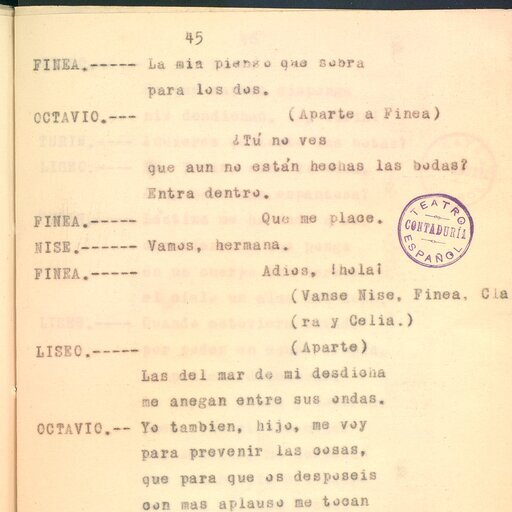 45
FINEA.----- La mia pienso que sobra
para los dos.
OCTAVIO.--- (Aparte a Finea)
¿Tú no ves
que aun no están hechas las bodas?
Entra dentro.
FINEA.----- Que me place.
NISE.------ Vamos, hermana.
FINEA.----- Adios, !hola¡
(Vanse Nise, Finea, Cla
(ra y Celia.)
LISEO.----- (Aparte)
Las del mar de mi desdicha
me anegan entre sus ondas.
OCTAVIO.-- Yo tambien, hijo, me voy
para prevenir las cosas,
que para que os desposeis
con mas aplauso me tocan
TEATRO
CONTADURÍA
ESPAÑOL